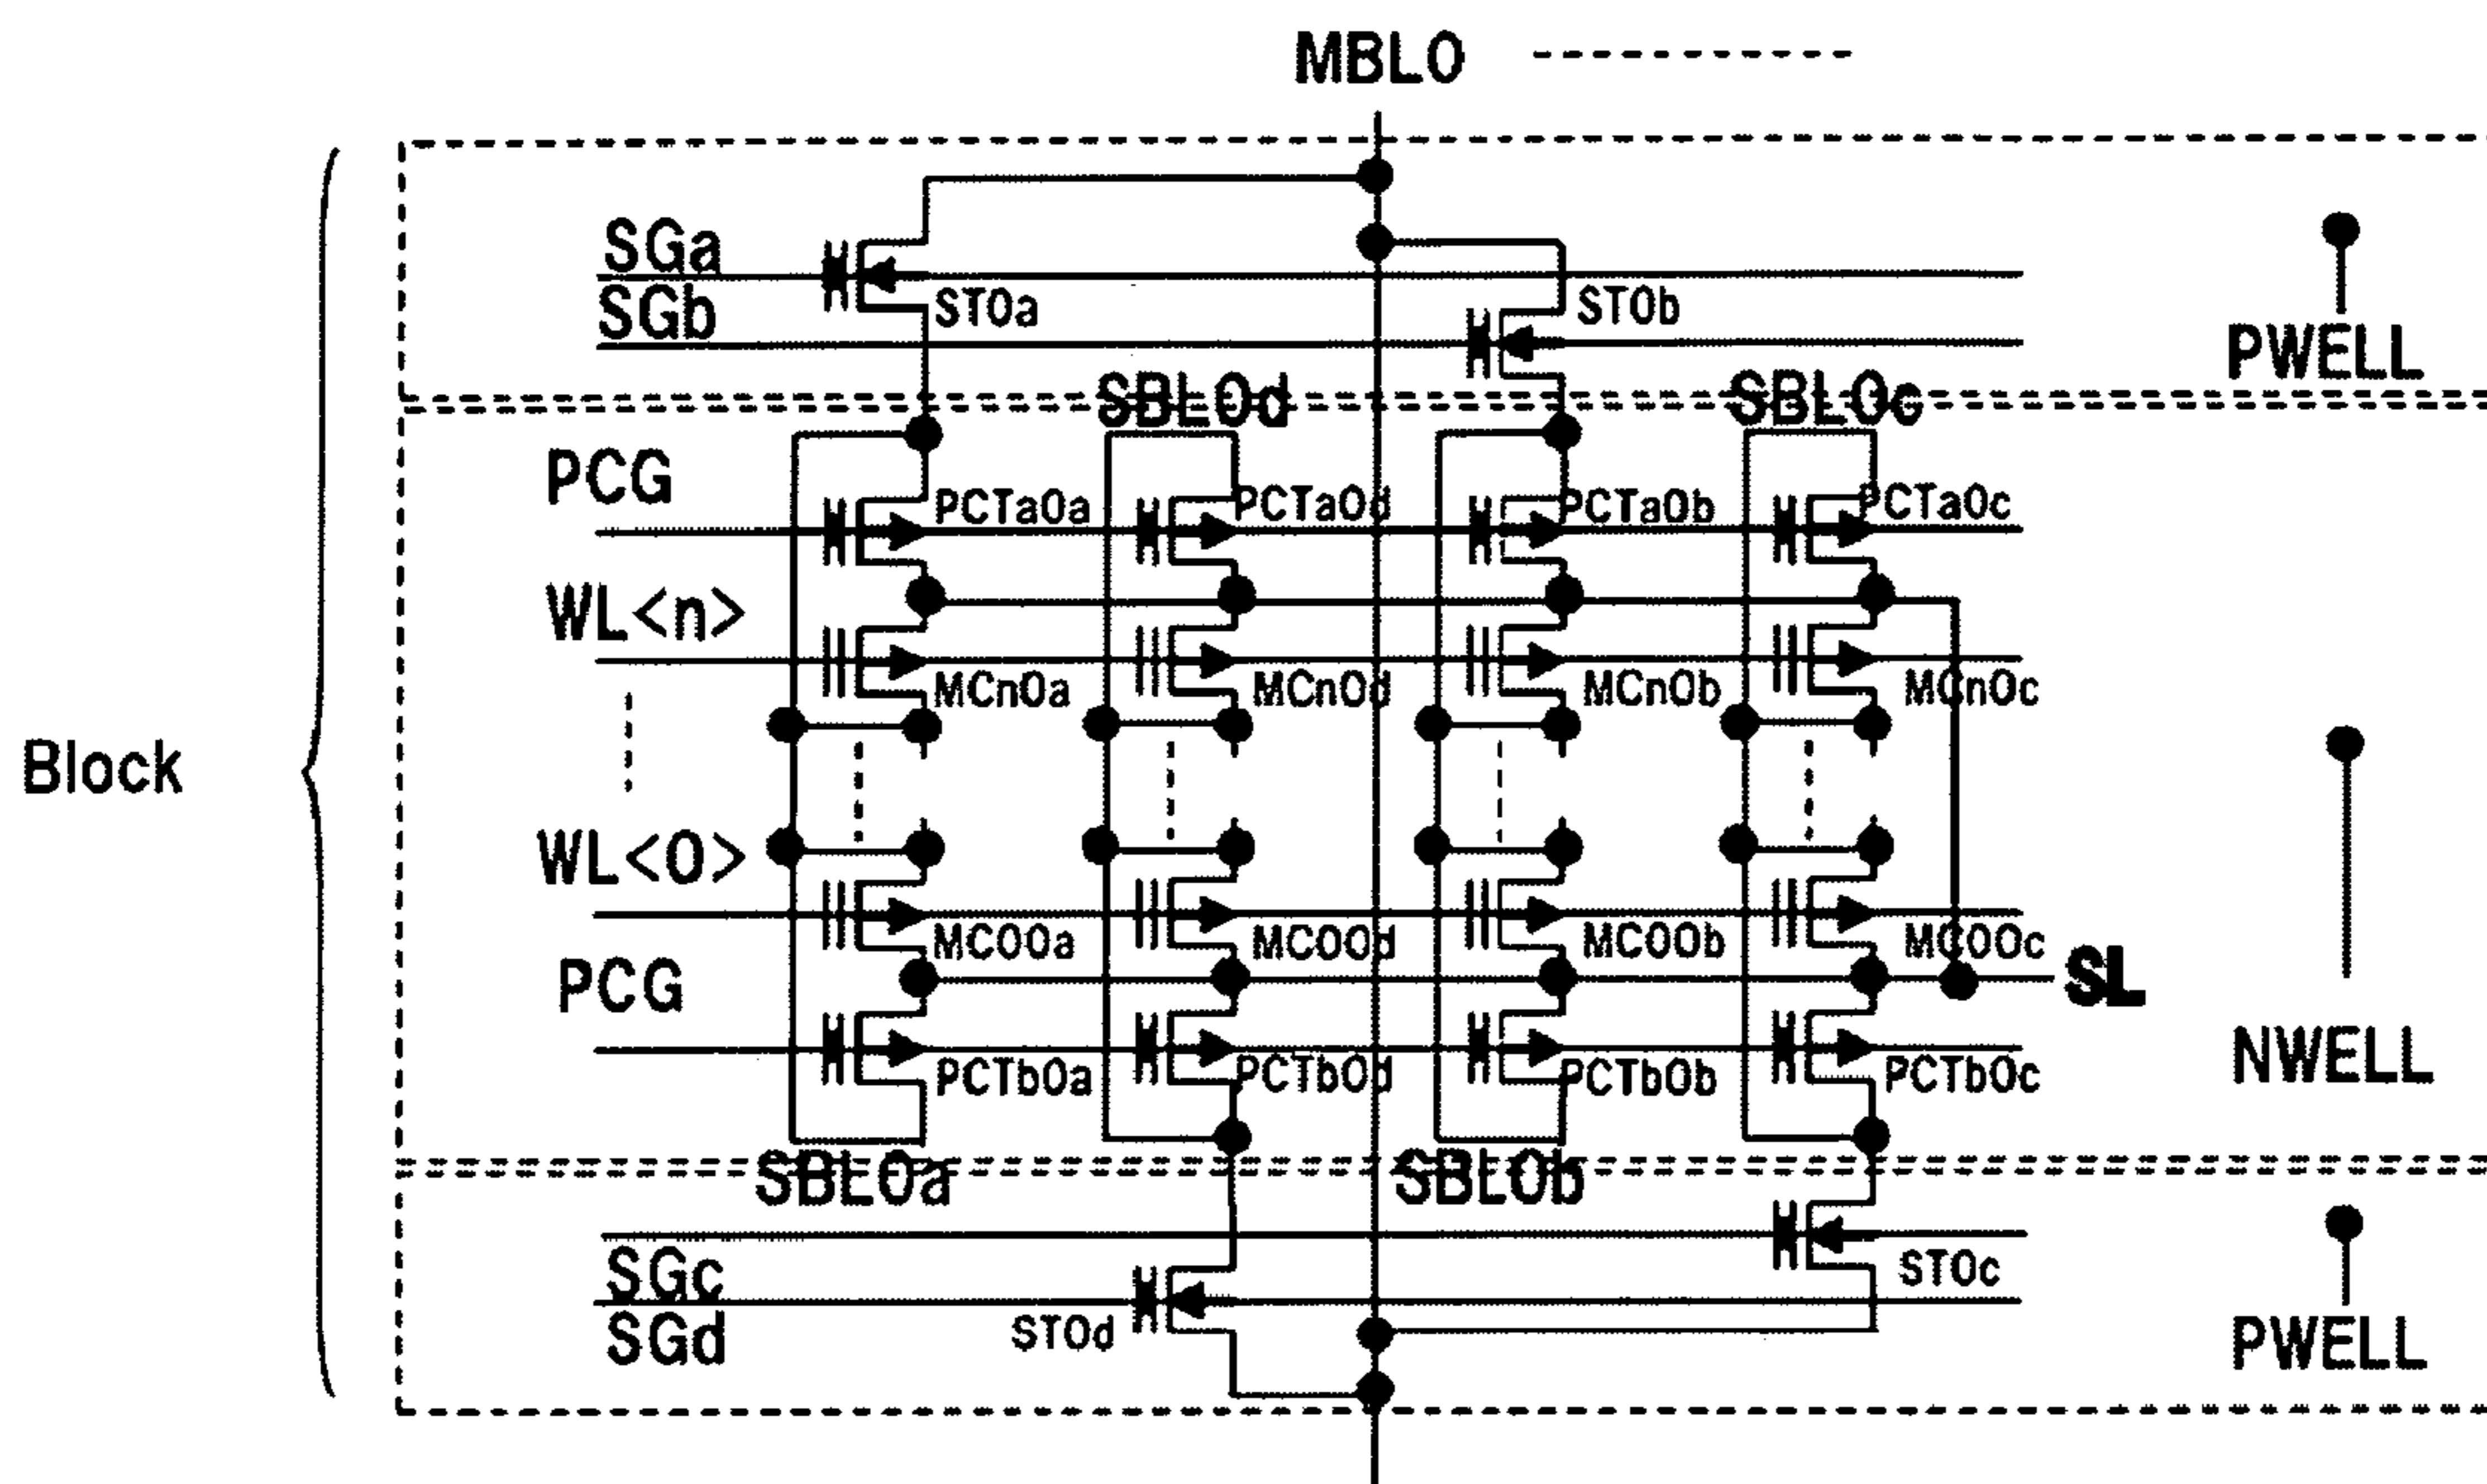 MBL0
SGa
ST0a
SGb
ST0b
PWELL
SBL0d
SBL0c
PCG
PCTa0a
PCTa0d
PCTa0b
PCTa0c
WL<n>
MCn0a
MCn0d
MCn0b
MCn0c
Block
WL<0>
MC00a
MC00d
MC00b
MC00c
SL
PCG
NWELL
PCTb0a
PCTb0d
PCTb0b
PCTb0c
SBL0a
SBL0b
SGc
ST0c
SGd
ST0d
PWELL